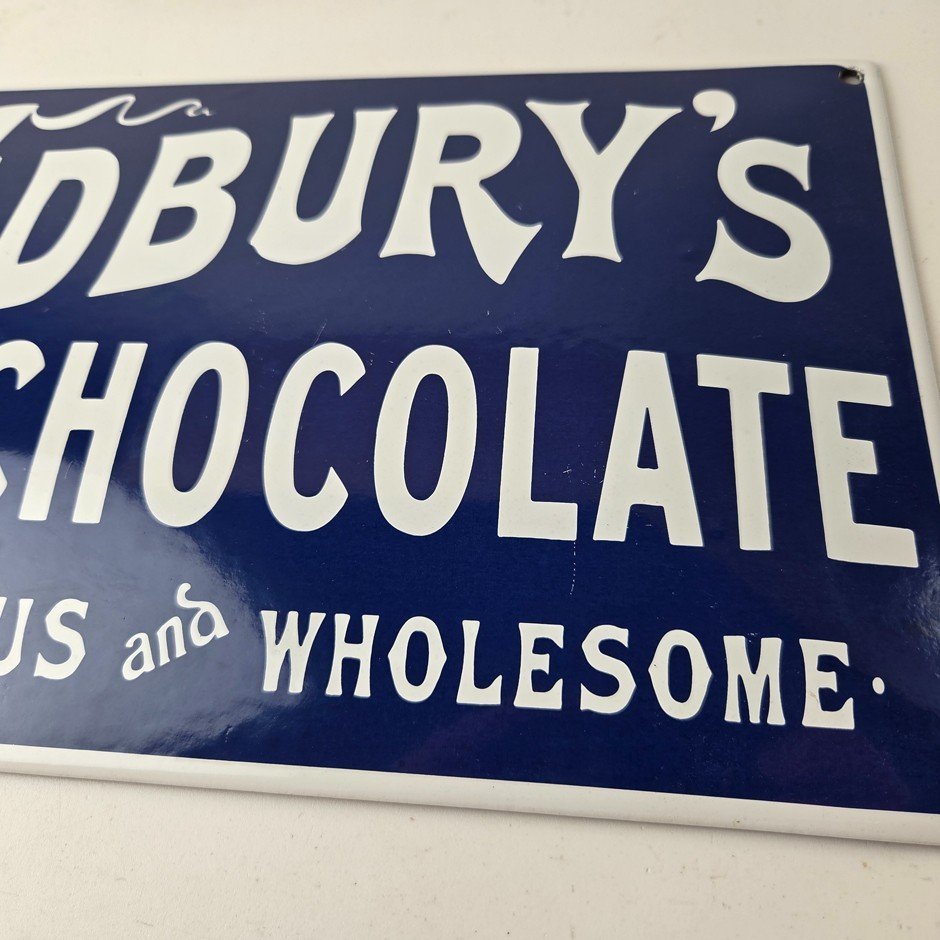 DBURY'S
CHOCOLATE
US and WHOLESOME.